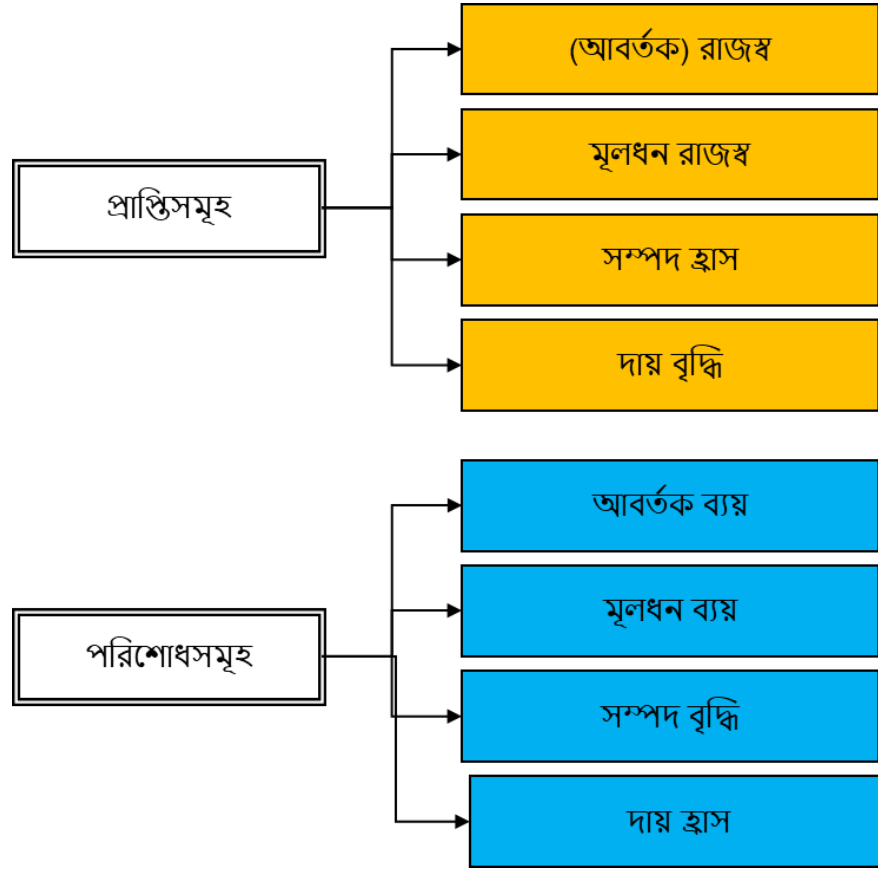 প্রাপ্তিসমূহ
(আবর্তক) রাজস্ব
মূলধন রাজস্ব
সম্পদ হ্রাস
দায় বৃদ্ধি
পরিশোধসমূহ
আবর্তক ব্যয়
মূলধন ব্যয়
সম্পদ বৃদ্ধি
দায় হ্রাস